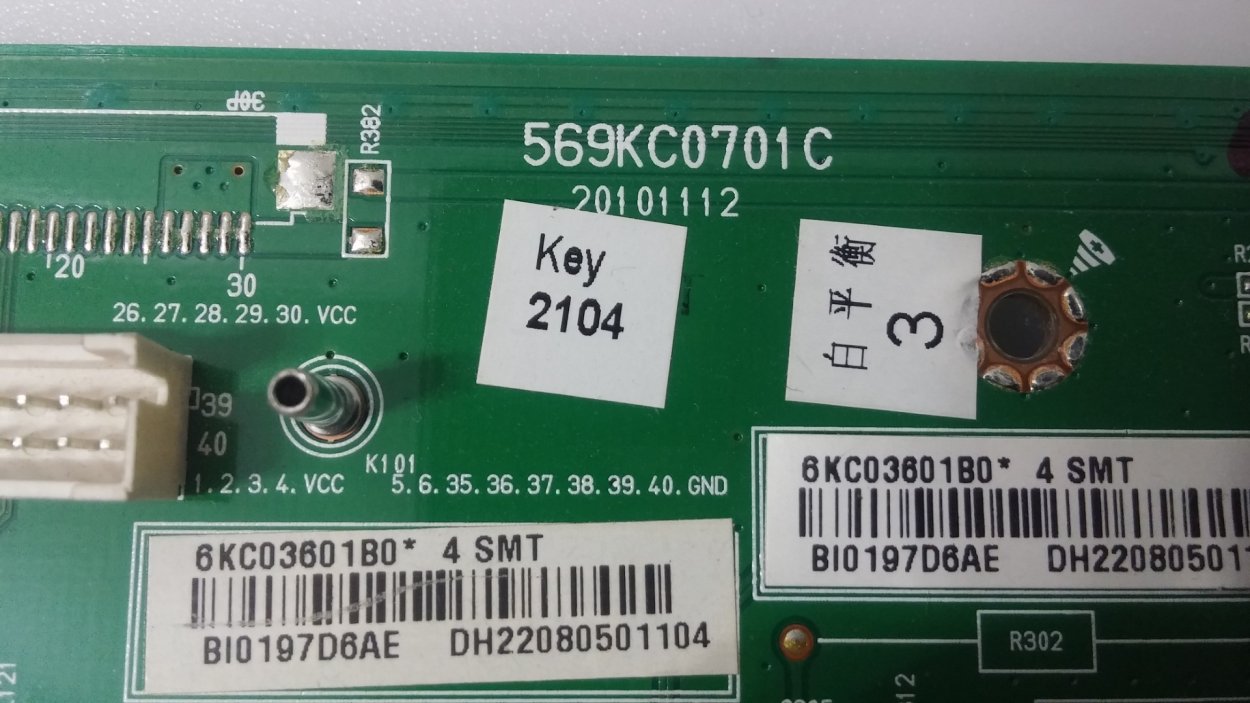 30P
R382
569KC0701C
20101112
20
30
26.27.28.29.30.VCC
Key
2104
白平衡
3
39
40
K101
1.2.3.4.VCC
5.6.35.36.37.38.39.40.GND
6KC03601B0* 4 SMT
BI0197D6AE DH2208050110
6KC03601B0* 4 SMT
BI0197D6AE DH22080501104
R302